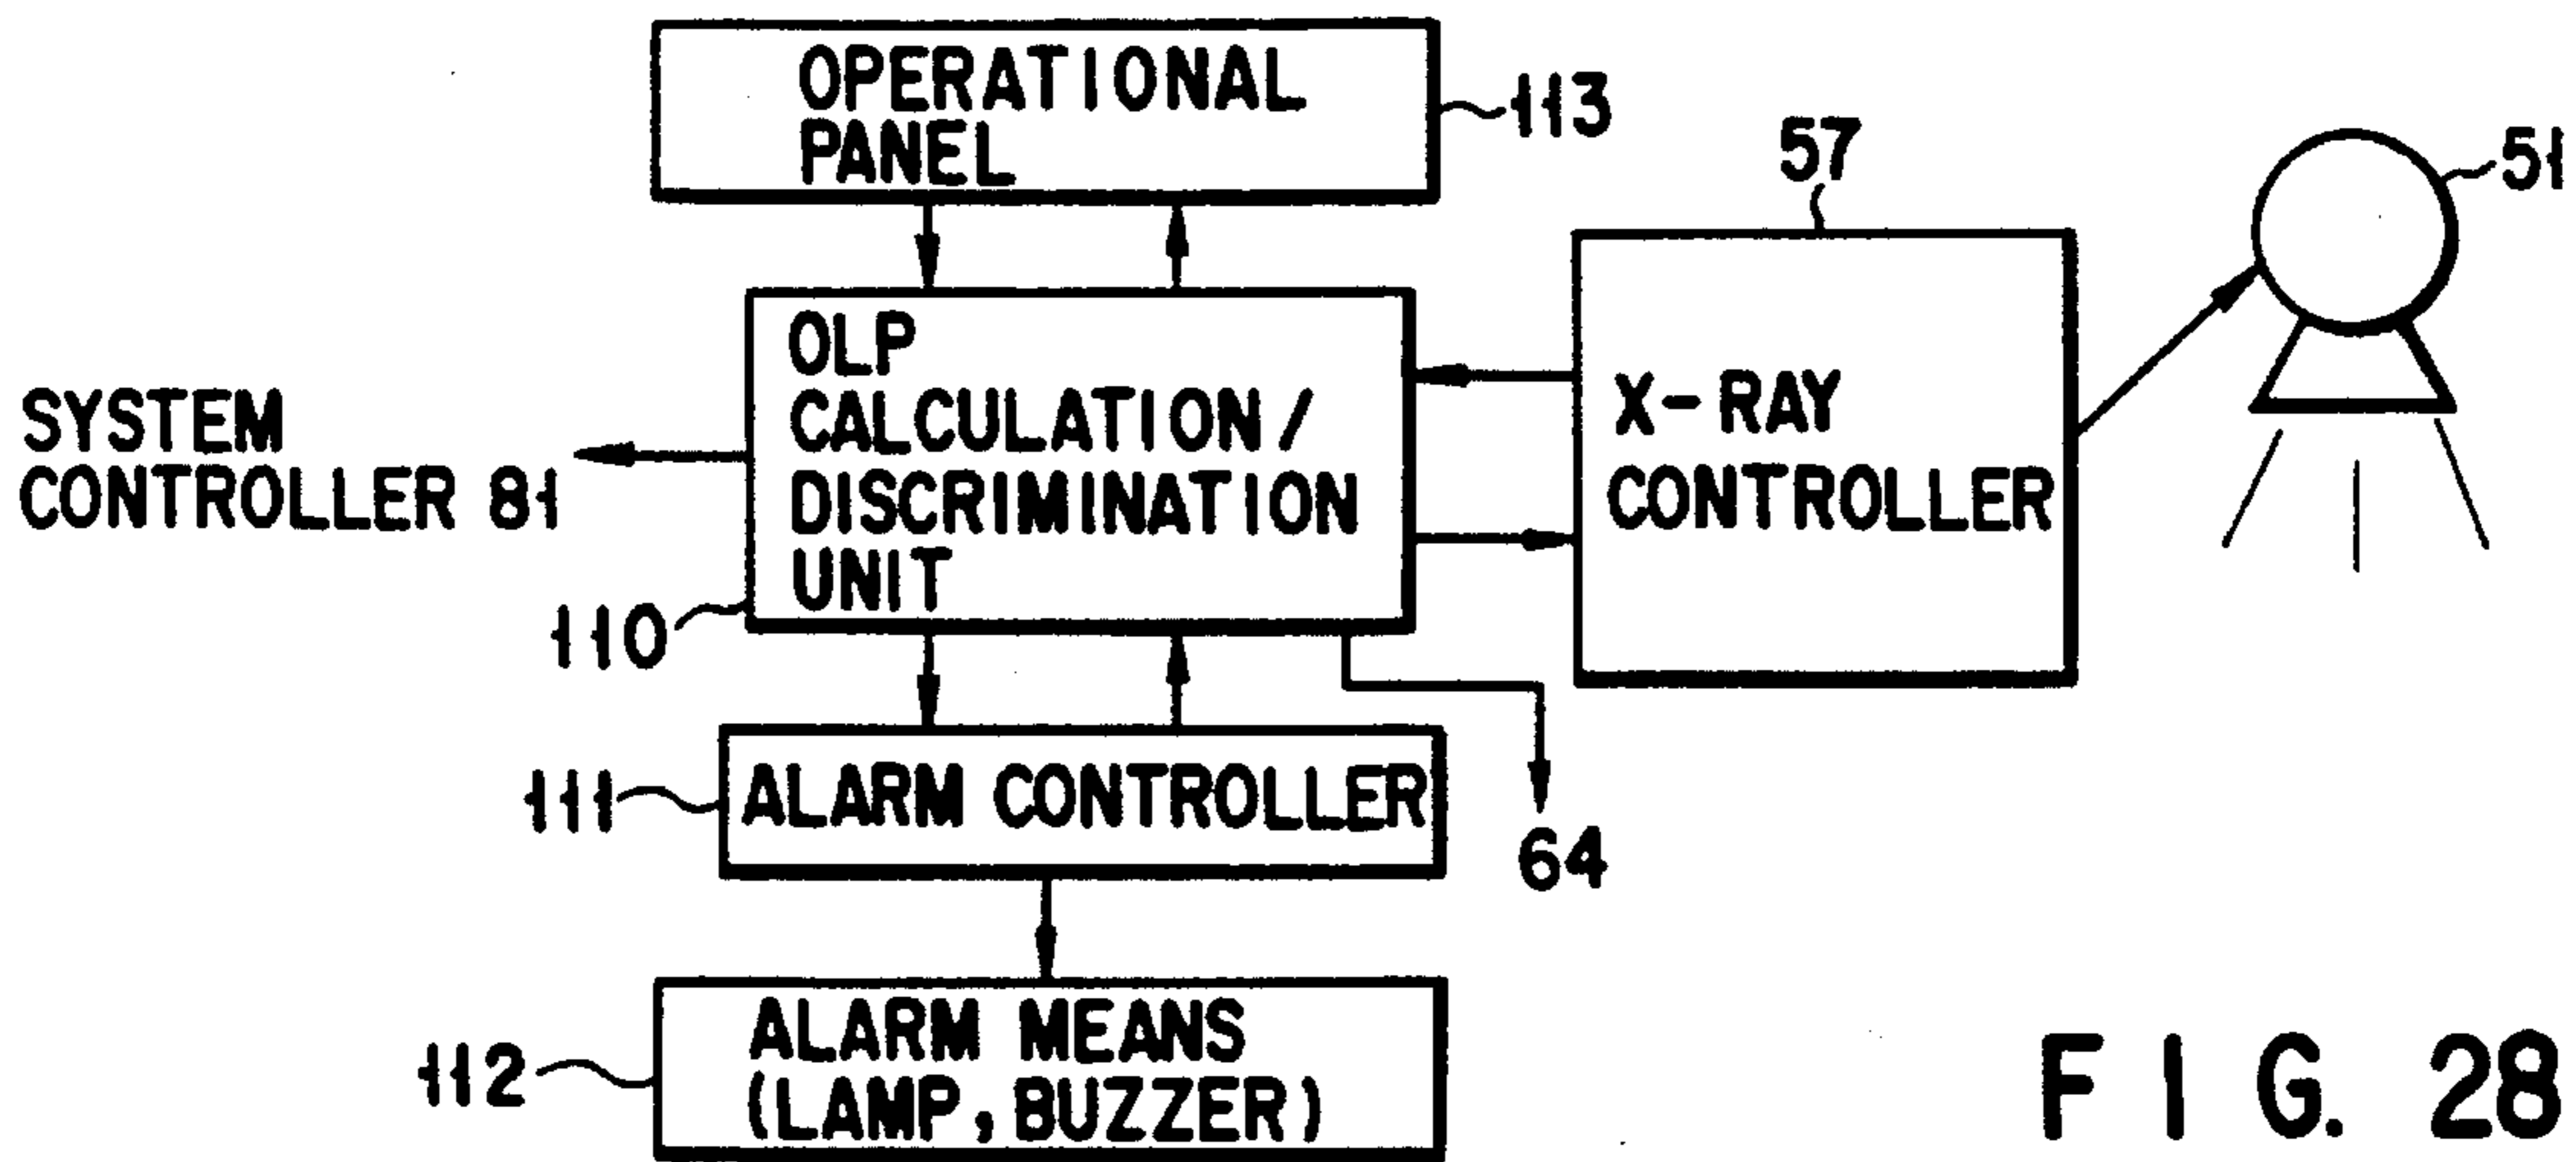 OPERATIONAL
PANEL
113
57
51
OLP
CALCULATION/
DISCRIMINATION
UNIT
X-RAY
CONTROLLER
SYSTEM
CONTROLLER 81
110
111
ALARM CONTROLLER
64
112
ALARM MEANS
(LAMP, BUZZER)
FIG. 28